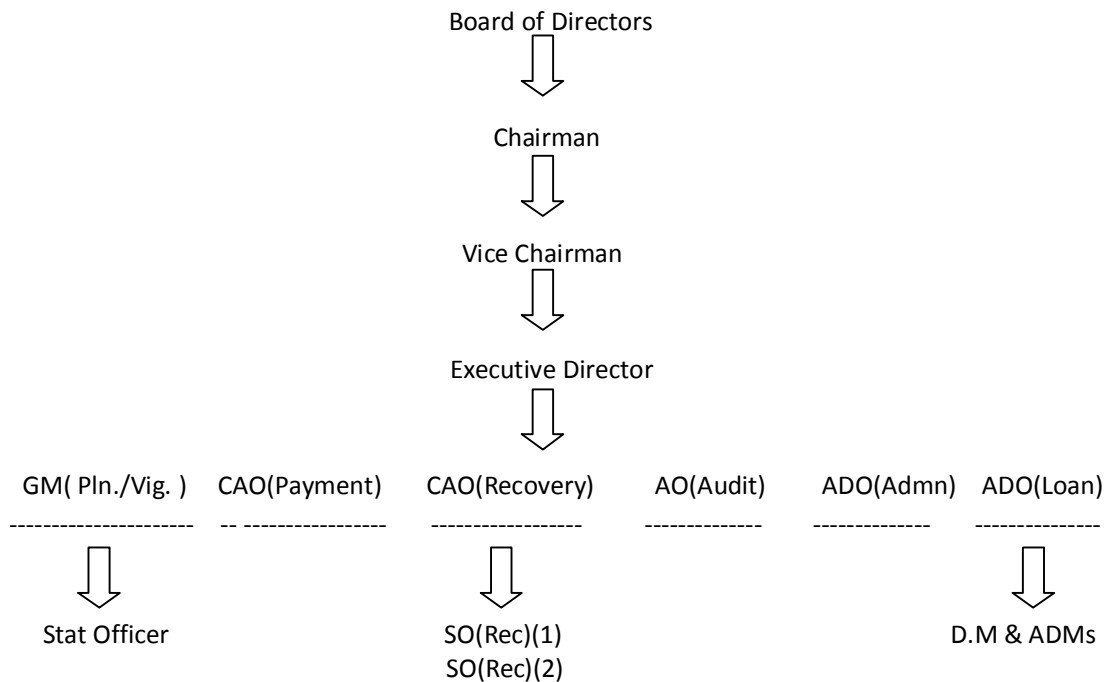 Board of Directors
Chairman
Vice Chairman
Executive Director
GM( Pln./Vig. ) CAO(Payment) CAO(Recovery) AO(Audit) ADO(Admn) ADO(Loan)
---------------------- -- ----------------- ------------------ -------------- -------------- ---------------
Stat Officer SO(Rec)(1) D.M & ADMs
SO(Rec)(2)